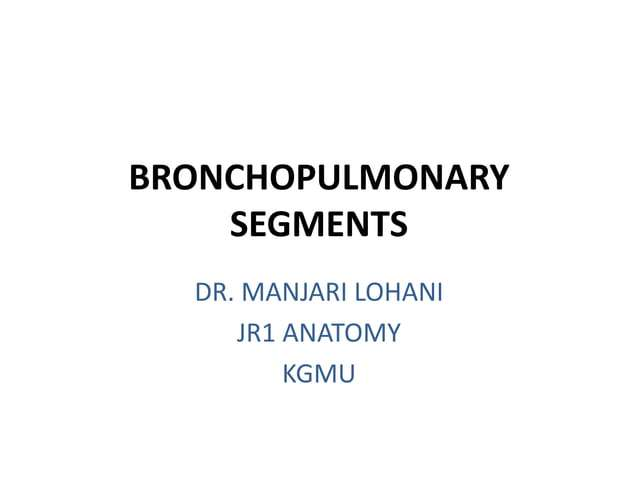 BRONCHOPULMONARY
SEGMENTS
DR. MANJARI LOHANI
JR1 ANATOMY
KGMU